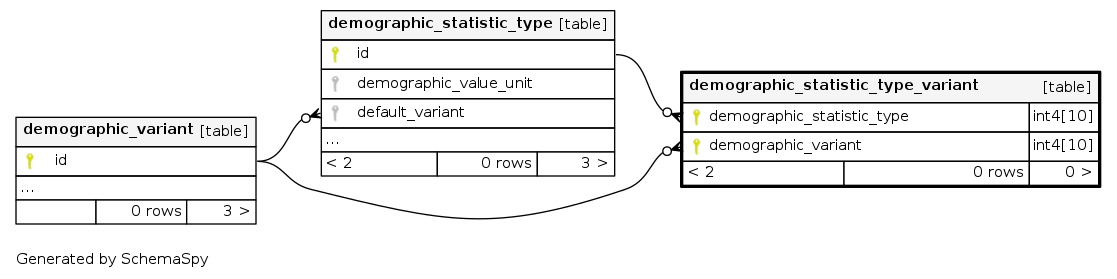 demographic_statistic_type [table]
id
demographic_value_unit
default_variant
...
< 2 0 rows 3 >
demographic_statistic_type_variant [table]
demographic_statistic_type int4[10]
demographic_variant int4[10]
< 2 0 rows 0 >
demographic_variant [table]
id
...
0 rows 3 >
Generated by SchemaSpy